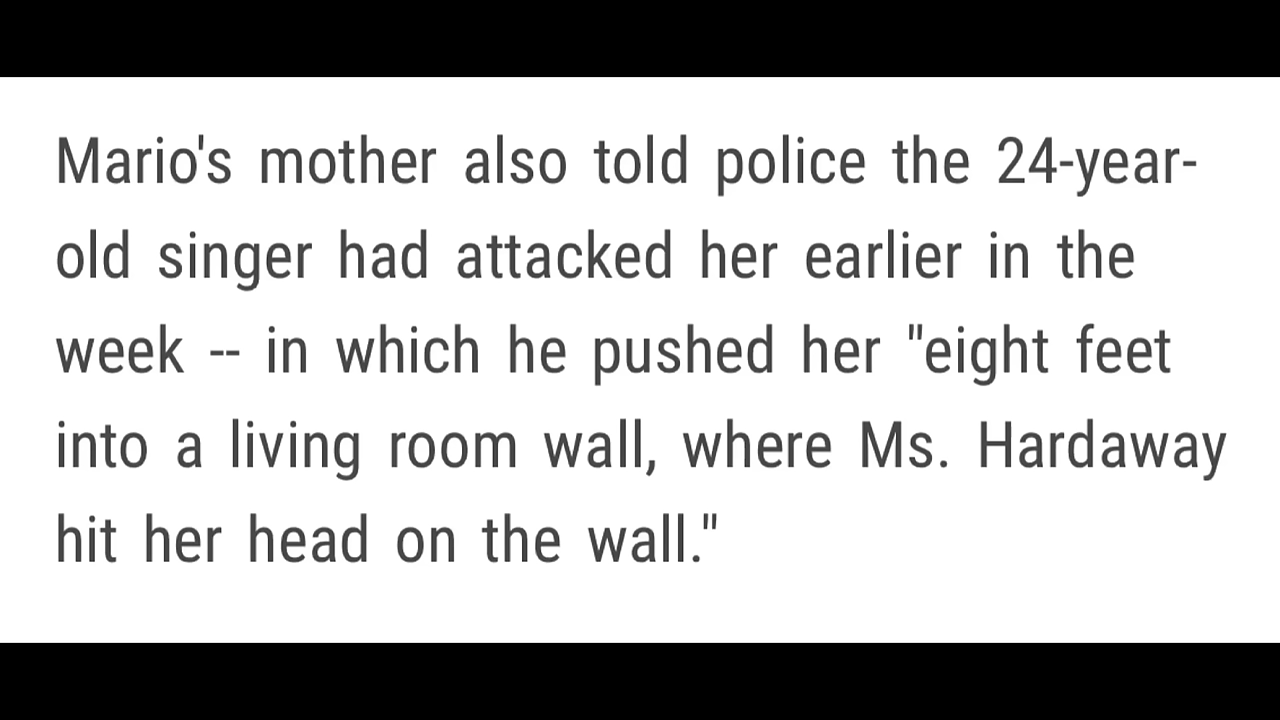 Mario's mother also told police the 24-year-
old singer had attacked her earlier in the
week -- in which he pushed her "eight feet
into a living room wall, where Ms. Hardaway
hit her head on the wall."